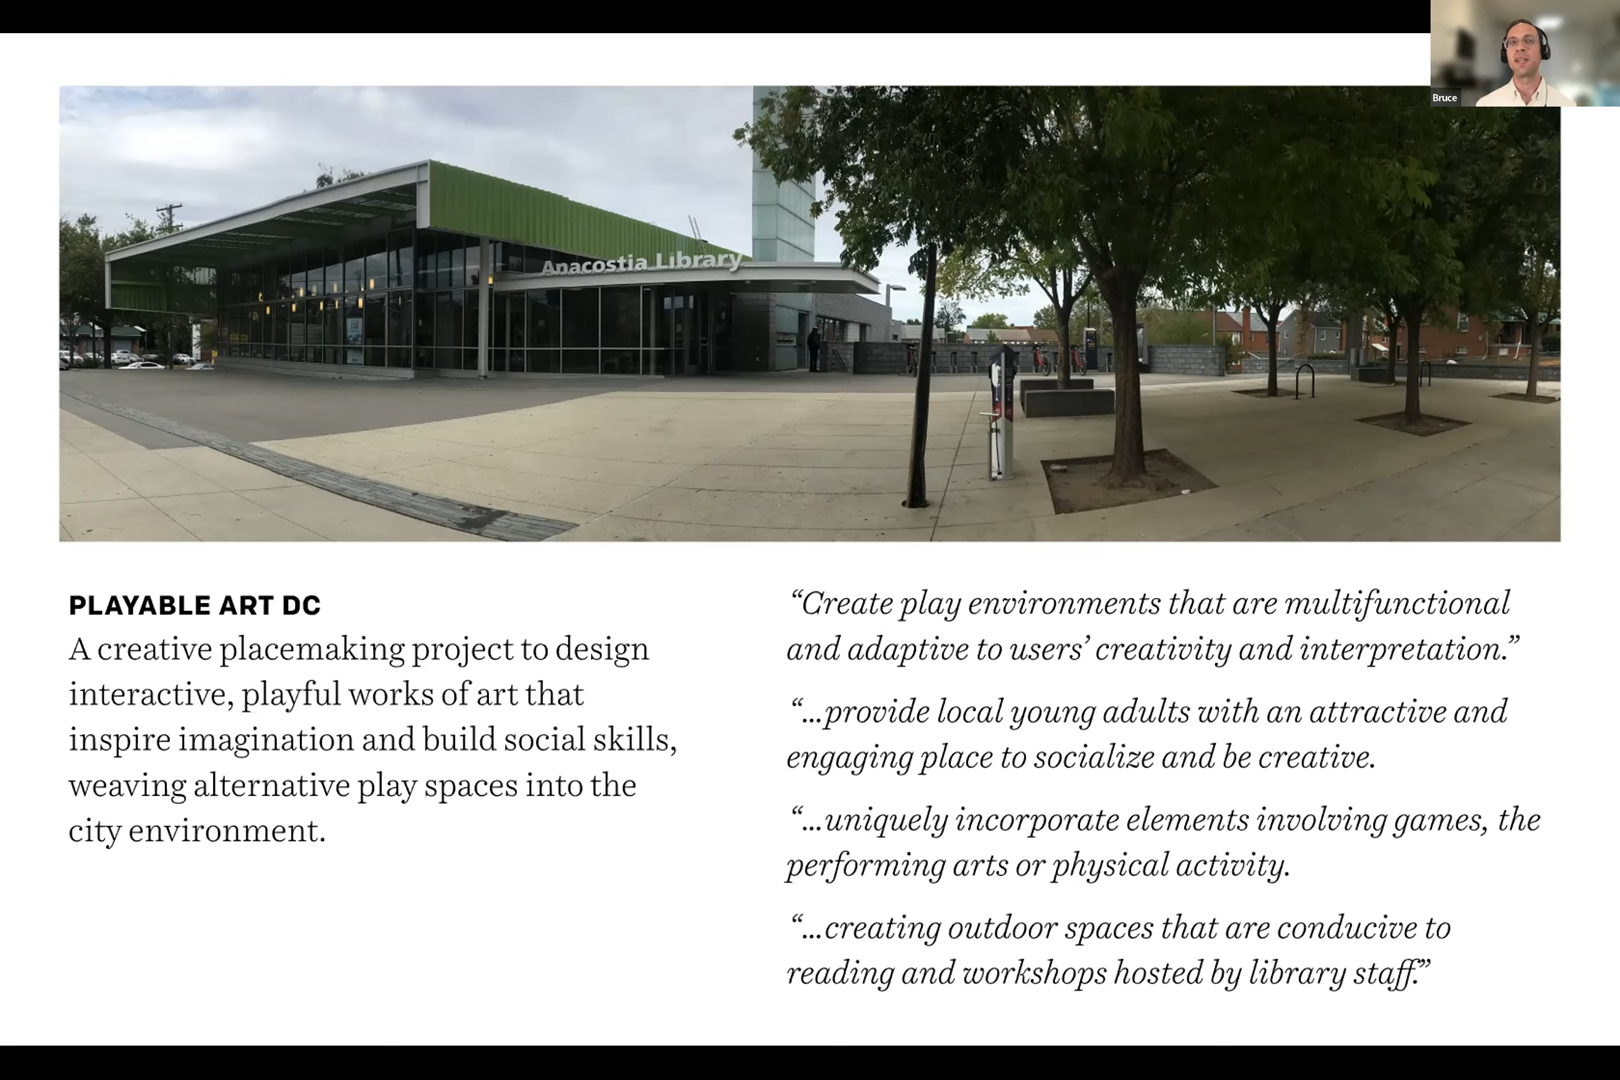 Bruce
Anacostia Library
PLAYABLE ART DC
A creative placemaking project to design
interactive, playful works of art that
inspire imagination and build social skills,
weaving alternative play spaces into the
city environment.
“Create play environments that are multifunctional
and adaptive to users’ creativity and interpretation.”
“...provide local young adults with an attractive and
engaging place to socialize and be creative.
“...uniquely incorporate elements involving games, the
performing arts or physical activity.
“...creating outdoor spaces that are conducive to
reading and workshops hosted by library staff.”